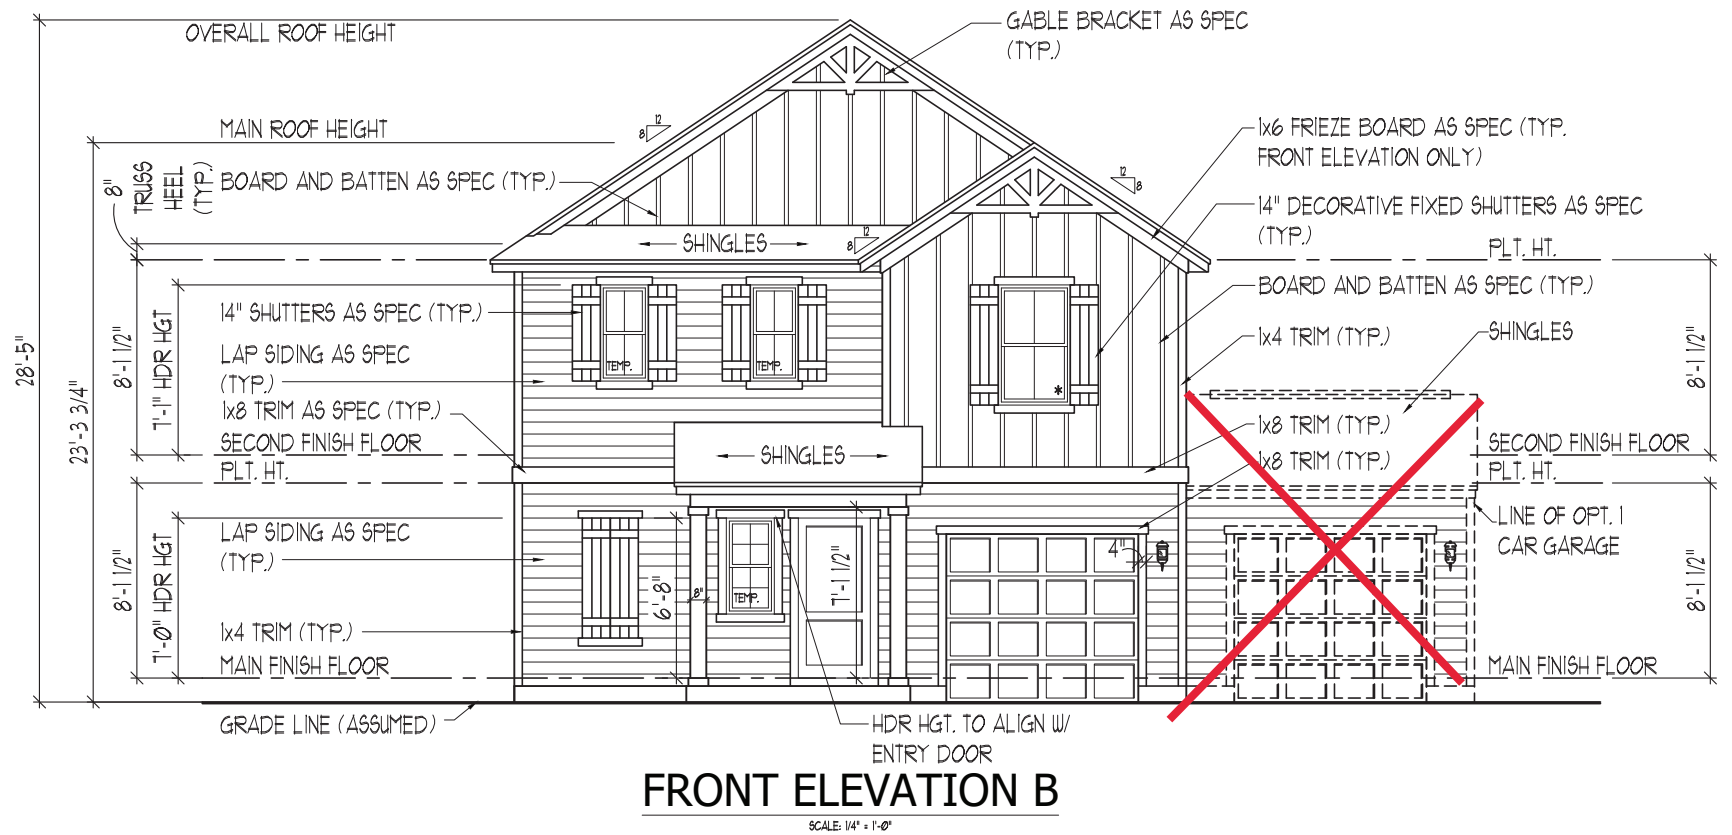 OVERALL ROOF HEIGHT
GABLE BRACKET AS SPEC
(TYP.)
MAIN ROOF HEIGHT
12
8
1x6 FRIEZE BOARD AS SPEC (TYP.
FRONT ELEVATION ONLY)
8"
TRUSS
HEEL
(TYP.)
BOARD AND BATTEN AS SPEC (TYP.)
12
8
14" DECORATIVE FIXED SHUTTERS AS SPEC
(TYP.)
SHINGLES
12
8
PLT. HT.
BOARD AND BATTEN AS SPEC (TYP.)
28'-5"
23'-3 3/4"
8'-1 1/2"
7'-1" HDR HGT
14" SHUTTERS AS SPEC (TYP.)
1x4 TRIM (TYP.)
SHINGLES
8'-1 1/2"
LAP SIDING AS SPEC
(TYP.)
TEMP.
TEMP.
*
1x8 TRIM AS SPEC (TYP.)
1x8 TRIM (TYP.)
SECOND FINISH FLOOR
SECOND FINISH FLOOR
SHINGLES
1x8 TRIM (TYP.)
PLT. HT.
PLT. HT.
8'-1 1/2"
7'-0" HDR HGT
LAP SIDING AS SPEC
(TYP.)
LINE OF OPT. 1
CAR GARAGE
4"
6'-8"
8"
TEMP.
7'-1 1/2"
8'-1 1/2"
1x4 TRIM (TYP.)
MAIN FINISH FLOOR
MAIN FINISH FLOOR
GRADE LINE (ASSUMED)
HDR HGT. TO ALIGN W/
ENTRY DOOR
FRONT ELEVATION B
SCALE: 1/4" = 1'-0"